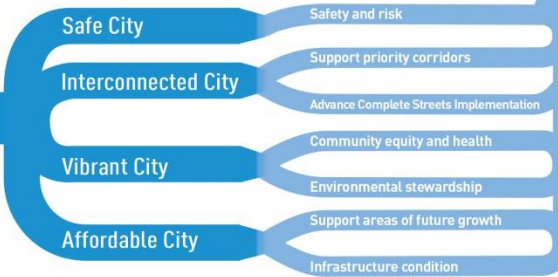 Safe City
Safety and risk
Interconnected City
Support priority corridors
Advance Complete Streets Implementation
Vibrant City
Community equity and health
Environmental stewardship
Affordable City
Support areas of future growth
Infrastructure condition